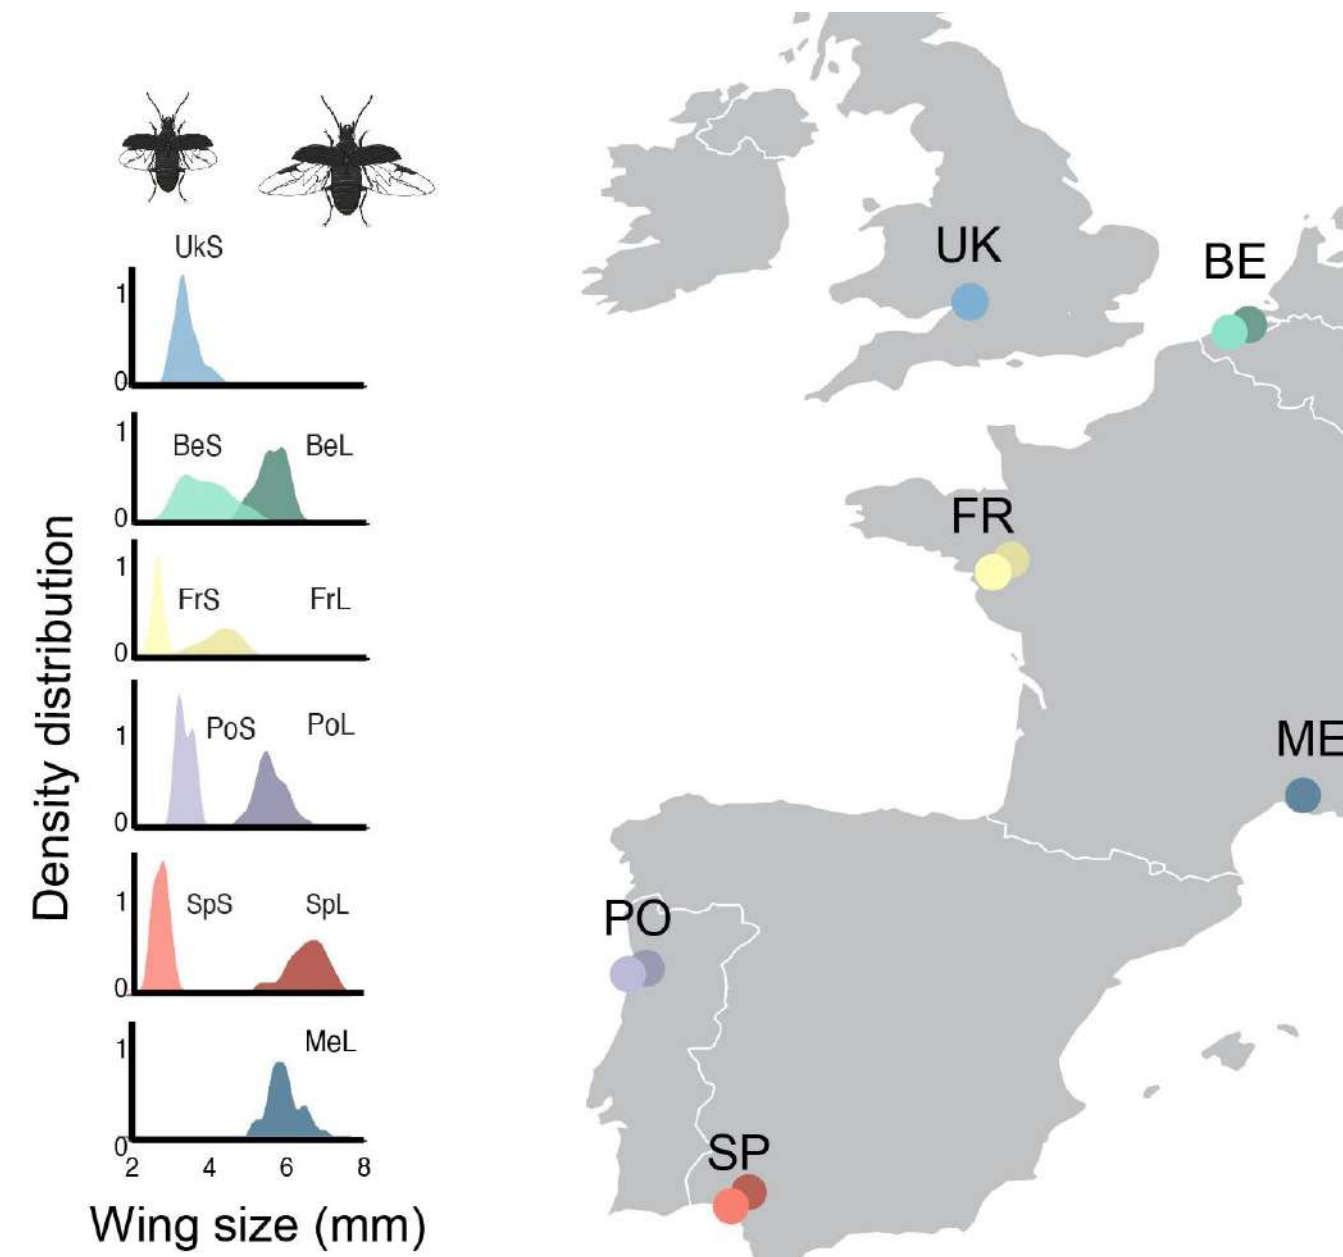 UkS
1
0
BeS BeL
1
0
FrS FrL
1
0
PoS PoL
1
0
SpS SpL
1
0
MeL
1
0
2 4 6 8
Wing size (mm)
Density distribution
UK
BE
FR
ME
PO
SP